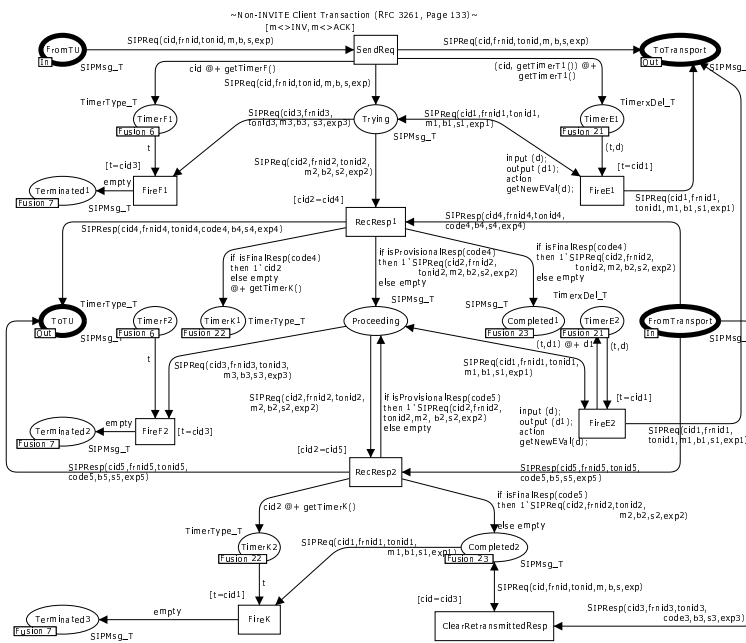 ~Non-INVITE Client Transaction (RFC 3261, Page 133)~
[m<>INV, m<>ACK]
FromTU
In
SIPMsg_T
SIPReq(cid,frnid,tonid,m,b,s,exp)
SendReq
SIPReq(cid,frnid,tonid,m,b,s,exp)
ToTransport
Out
SIPMsg_
cid @+ getTimerF()
SIPReq(cid,frnid,tonid,m,b,s,exp)
(cid, getTimerT1()) @+
getTimerT1()
TimerType_T
TimerF1
Fusion 6
SIPReq(cid3,frnid3,
tonid3,m3,b3, s3,exp3)
Trying
SIPMsg_T
SIPReq(cid1,frnid1,tonid1,
m1,b1,s1,exp1)
TimerxDel_T
TimerE1
Fusion 21
t
[t=cid3]
SIPReq(cid2,frnid2,tonid2,
m2,b2,s2,exp2)
(t,d)
[t=cid1]
input (d);
output (d1);
action
getNewEVal(d);
Terminated1
Fusion 7
SIPMsg_T
empty
FireF1
FireE1
SIPReq(cid1,frnid1,
tonid1,m1,b1,s1,exp1)
[cid2=cid4]
RecResp1
SIPResp(cid4,frnid4,tonid4,code4,b4,s4,exp4)
SIPResp(cid4,frnid4,tonid4,
code4,b4,s4,exp4)
if isFinalResp(code4)
then 1`cid2
else empty
@+ getTimerK()
if isProvisionalResp(code4)
then 1`SIPReq(cid2,frnid2,
tonid2,m2,b2,s2,exp2)
else empty
if isFinalResp(code4)
then 1`SIPReq(cid2,frnid2,
tonid2,m2,b2,s2,exp2)
else empty
SIPMsg_T
ToTU
Out
SIPMsg_
TimerType_T
TimerF2
Fusion 6
TimerK1
Fusion 22
TimerType_T
Proceeding
SIPMsg_T
Completed1
Fusion 23
TimerxDel_T
TimerE2
Fusion 21
FromTransport
In
SIPMsg_T
t
(t,d1) @+ d1
(t,d)
SIPReq(cid3,frnid3,tonid3,
m3,b3,s3,exp3)
SIPReq(cid1,frnid1,tonid1,
m1,b1,s1,exp1)
SIPReq(cid2,frnid2,tonid2,
m2,b2,s2,exp2)
if isProvisionalResp(code5)
then 1`SIPReq(cid2,frnid2,
tonid2,m2, b2,s2,exp2)
else empty
[t=cid1]
input (d);
output (d1);
action
getNewEVal(d);
Terminated2
Fusion 7
SIPMsg_T
empty
FireF2
[t=cid3]
FireE2
SIPReq(cid1,frnid1,
tonid1,m1,b1,s1,exp1)
[cid2=cid5]
RecResp2
SIPResp(cid5,frnid5,tonid5,
code5,b5,s5,exp5)
SIPResp(cid5,frnid5,tonid5,
code5,b5,s5,exp5)
cid2 @+ getTimerK()
if isFinalResp(code5)
then 1`SIPReq(cid2,frnid2,tonid2,
m2,b2,s2,exp2)
else empty
TimerType_T
TimerK2
Fusion 22
SIPReq(cid1,frnid1,tonid1,
m1,b1,s1,exp1)
Completed2
Fusion 23
SIPMsg_T
t
[t=cid1]
SIPReq(cid,frnid,tonid,m,b,s,exp)
[cid=cid3]
Terminated3
Fusion 7
SIPMsg_T
empty
FireK
ClearRetransmittedResp
SIPResp(cid3,frnid3,tonid3,
code3,b3,s3,exp3)